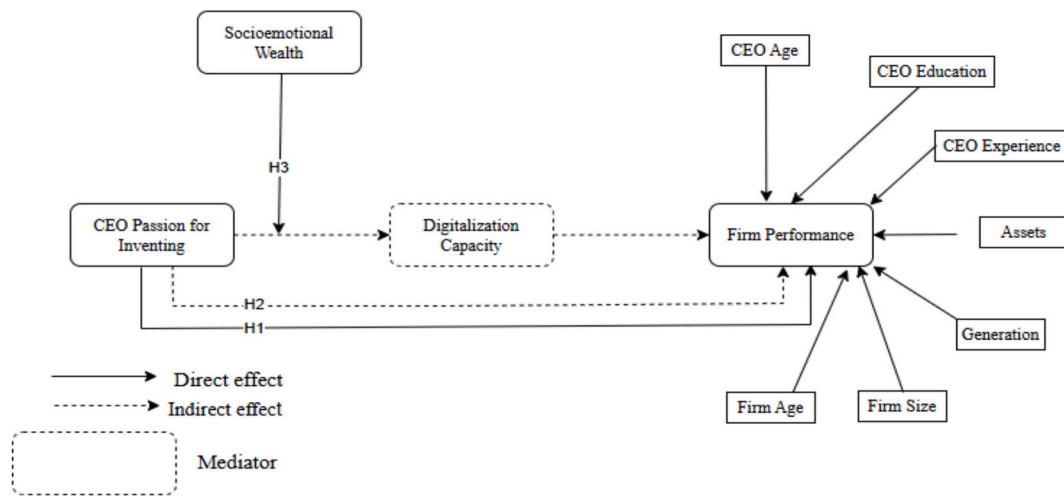 Socioemotional
Wealth
CEO Age
CEO Education
CEO Experience
H3
CEO Passion for
Inventing
Digitalization
Capacity
Firm Performance
Assets
H2
H1
Generation
Firm Age
Firm Size
Direct effect
Indirect effect
Mediator